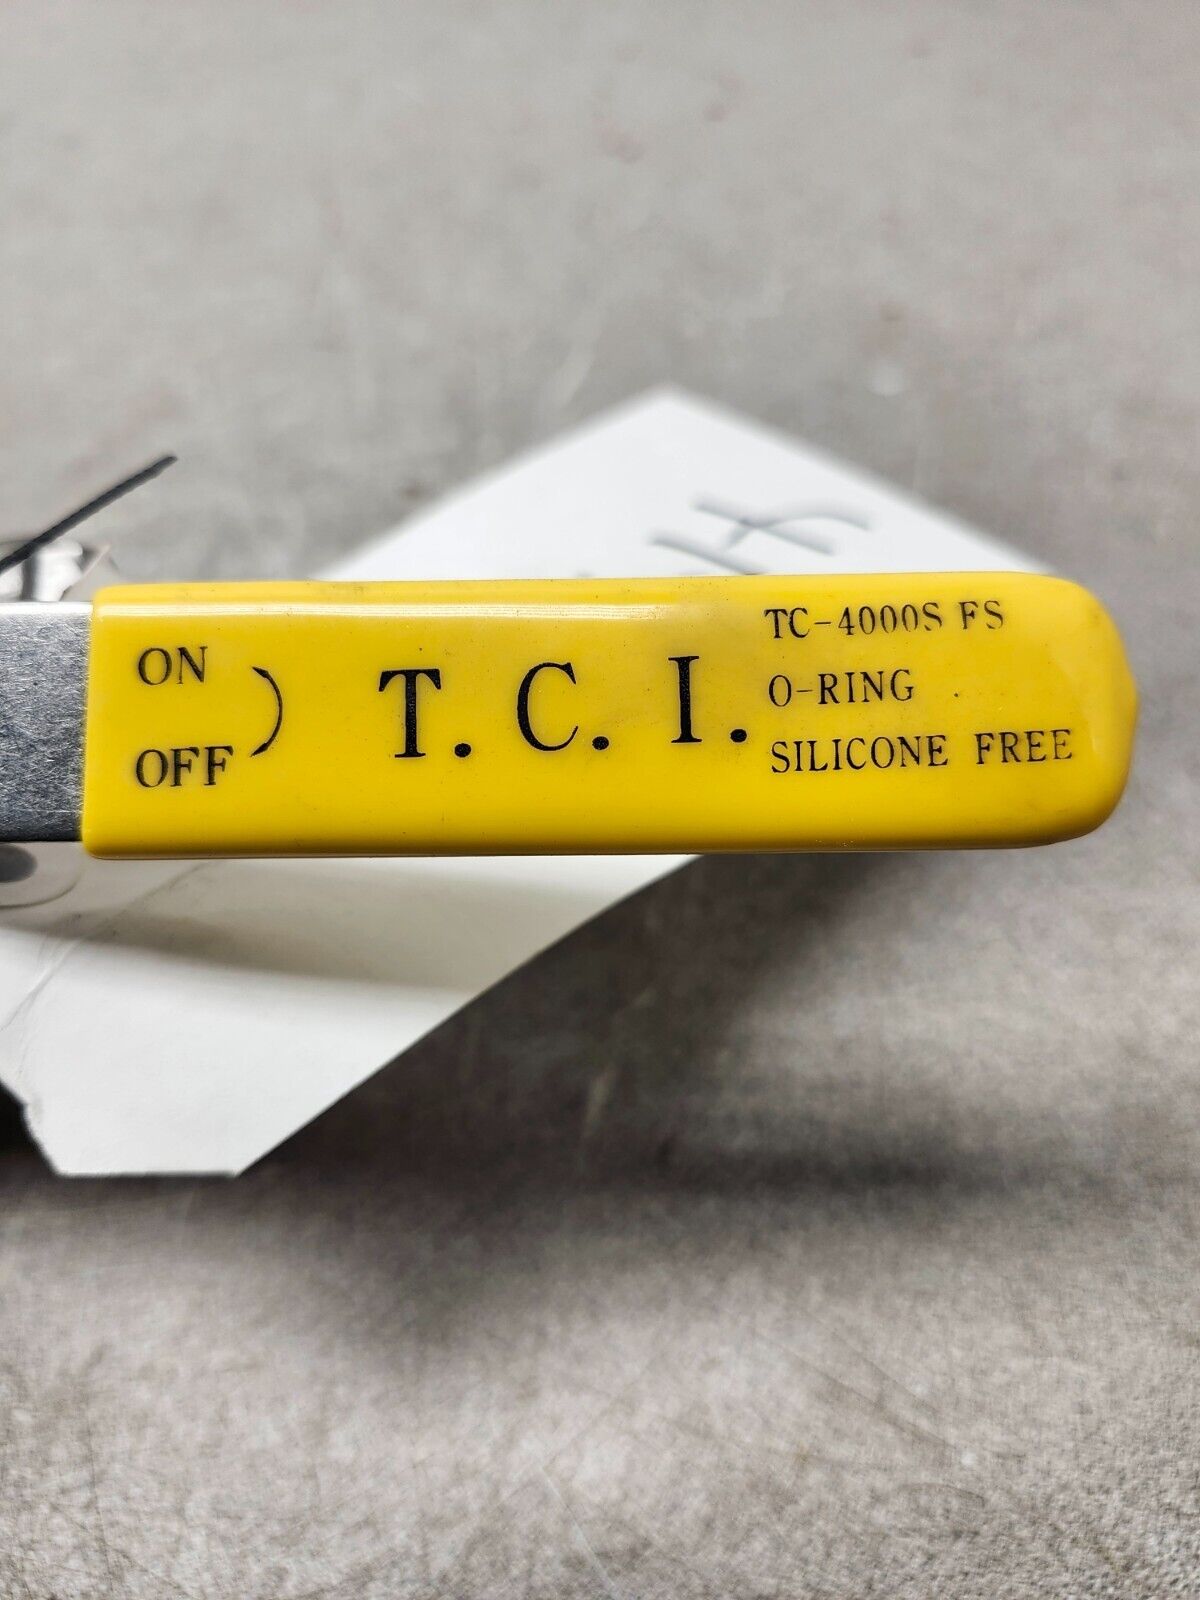 ON
OFF
T. C. I.
TC-4000S FS
O-RING
SILICONE FREE